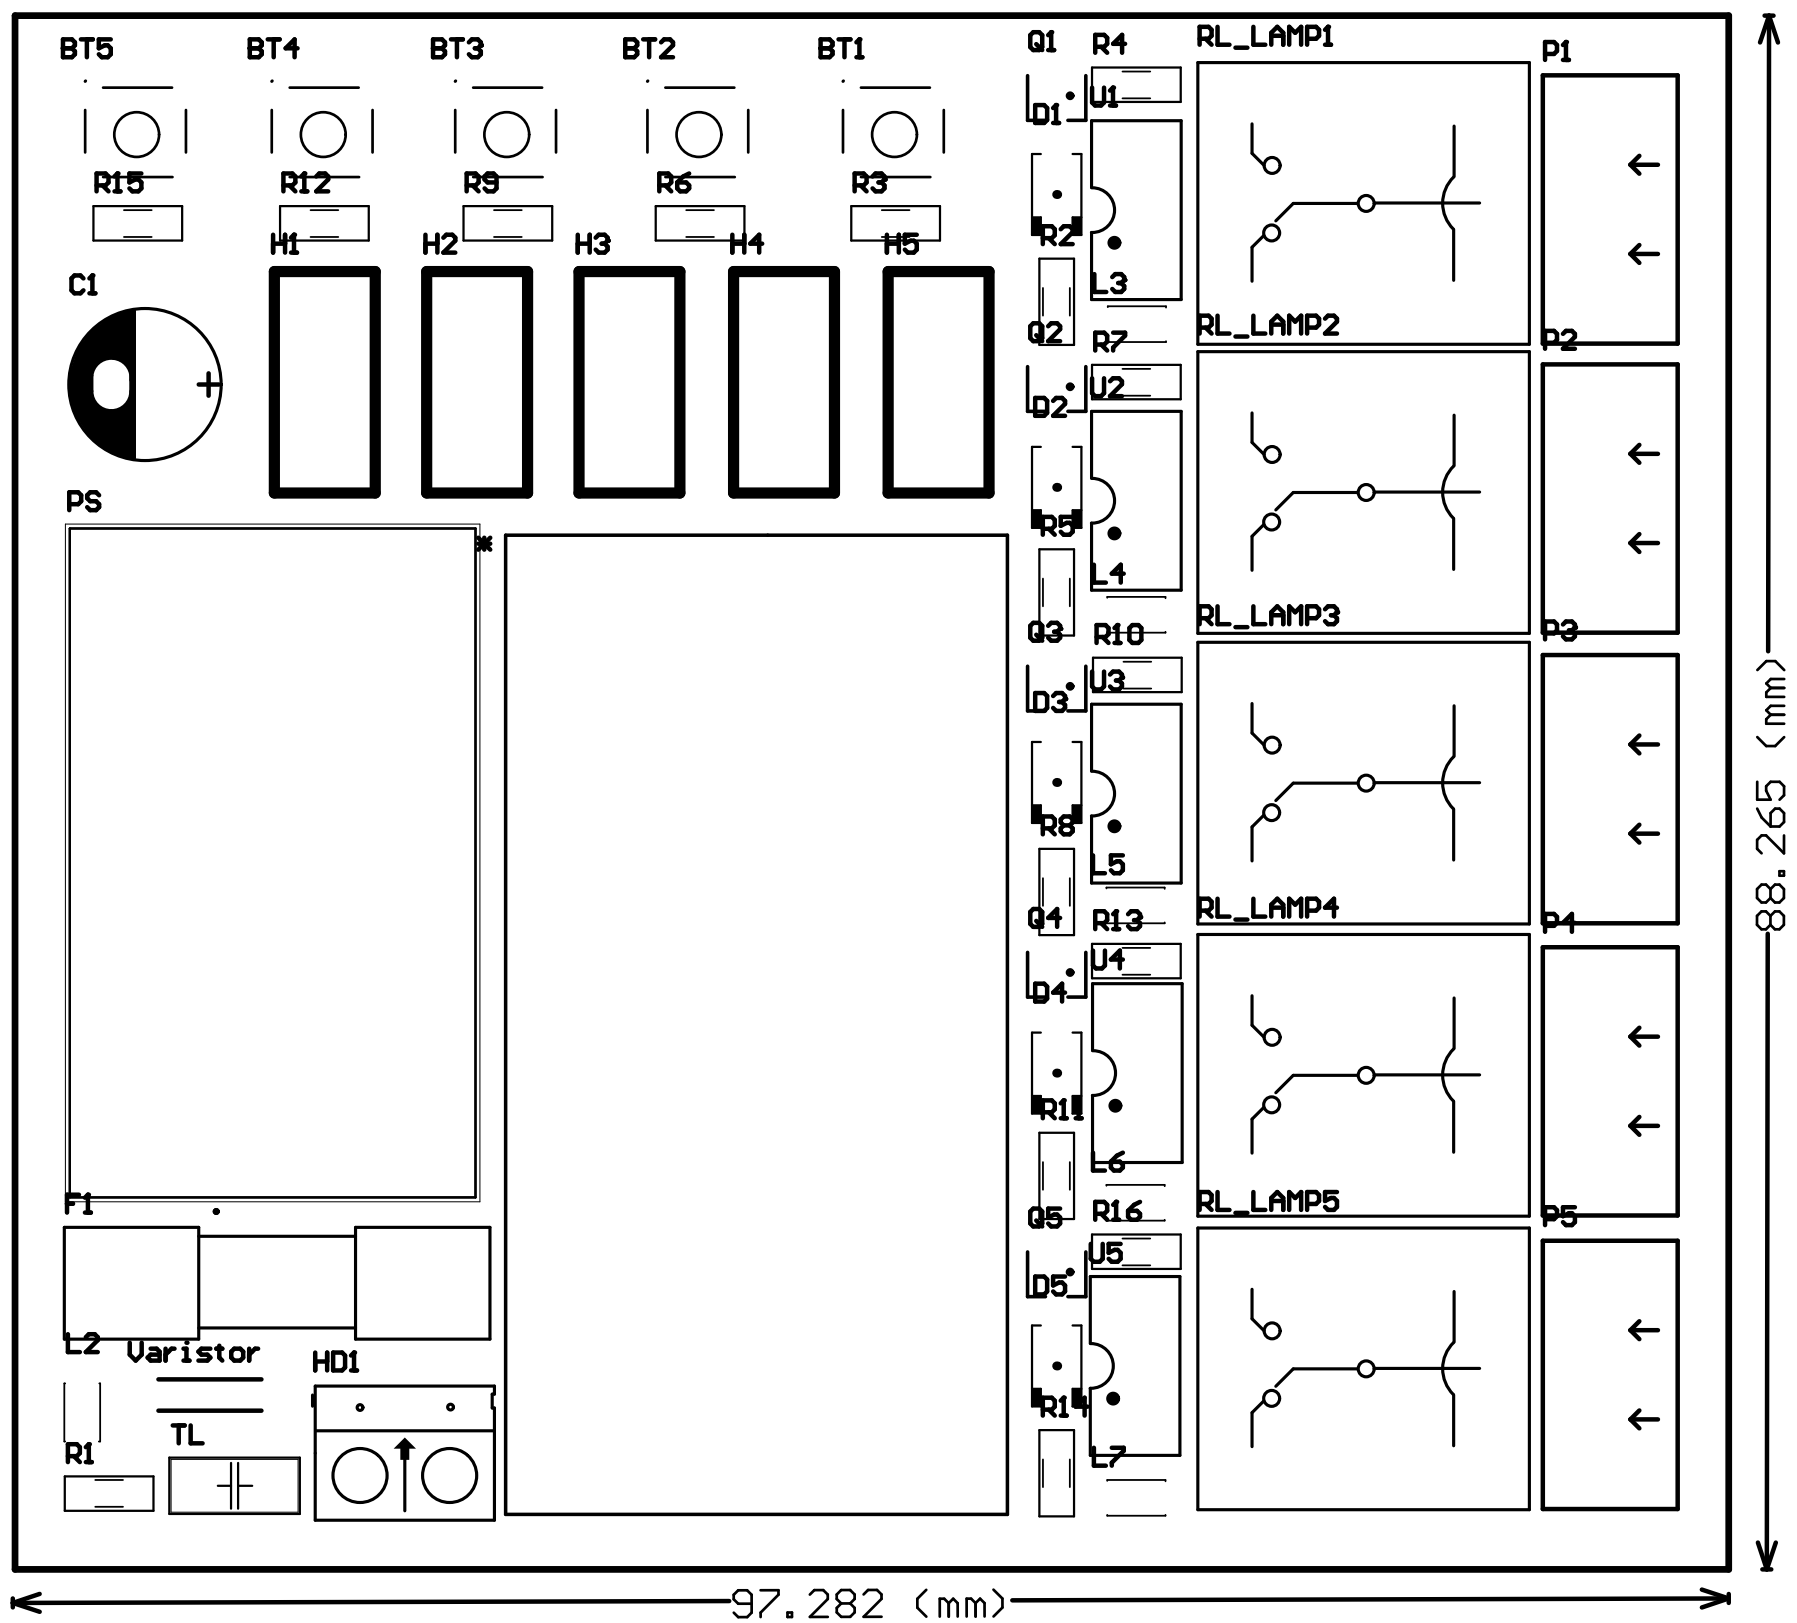 BT5 BT4 BT3 BT2 BT1 Q1 R4 RL_LAMP1 P1
U1
D1
R15 R12 R9 R6 R3
H1 H2 H3 H4 H5 R2
C1 L3
Q2 R7 RL_LAMP2 P2
U2
D2
PS R5
*
L4
Q3 R10 RL_LAMP3 P3
U3
D3
88.265 (mm)
R8
L5
Q4 R13 RL_LAMP4 P4
U4
D4
R11
L6
F1 Q5 R16 RL_LAMP5 P5
U5
D5
L2 Varistor HD1
R14
TL
R1 L7
97.282 (mm)